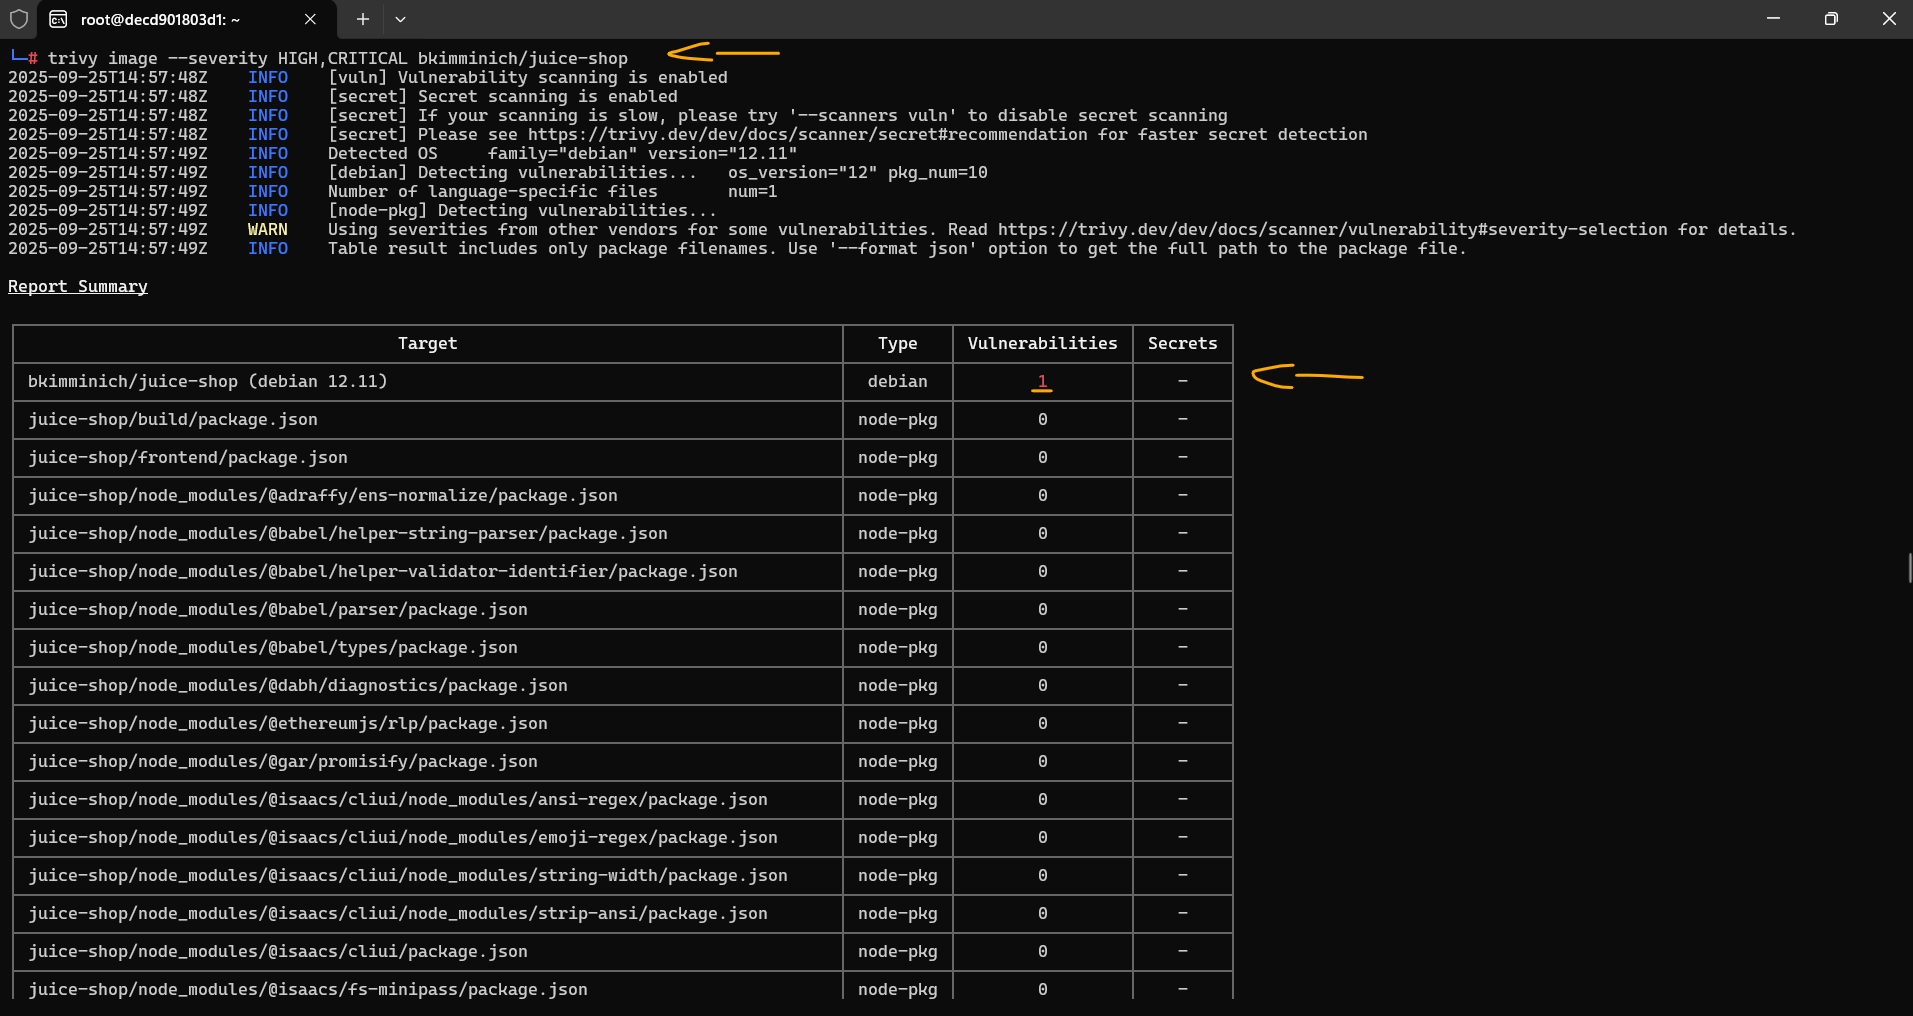 root@decd901803d1: ~
└─# trivy image --severity HIGH,CRITICAL bkimminich/juice-shop
2025-09-25T14:57:48Z    INFO    [vuln] Vulnerability scanning is enabled
2025-09-25T14:57:48Z    INFO    [secret] Secret scanning is enabled
2025-09-25T14:57:48Z    INFO    [secret] If your scanning is slow, please try '--scanners vuln' to disable secret scanning
2025-09-25T14:57:48Z    INFO    [secret] Please see https://trivy.dev/dev/docs/scanner/secret#recommendation for faster secret detection
2025-09-25T14:57:49Z    INFO    Detected OS     family="debian" version="12.11"
2025-09-25T14:57:49Z    INFO    [debian] Detecting vulnerabilities...   os_version="12" pkg_num=10
2025-09-25T14:57:49Z    INFO    Number of language-specific files       num=1
2025-09-25T14:57:49Z    INFO    [node-pkg] Detecting vulnerabilities...
2025-09-25T14:57:49Z    WARN    Using severities from other vendors for some vulnerabilities. Read https://trivy.dev/dev/docs/scanner/vulnerability#severity-selection for details.
2025-09-25T14:57:49Z    INFO    Table result includes only package filenames. Use '--format json' option to get the full path to the package file.
Report Summary
Target Type Vulnerabilities Secrets
bkimminich/juice-shop (debian 12.11) debian 1 -
juice-shop/build/package.json node-pkg 0 -
juice-shop/frontend/package.json node-pkg 0 -
juice-shop/node_modules/@adraffy/ens-normalize/package.json node-pkg 0 -
juice-shop/node_modules/@babel/helper-string-parser/package.json node-pkg 0 -
juice-shop/node_modules/@babel/helper-validator-identifier/package.json node-pkg 0 -
juice-shop/node_modules/@babel/parser/package.json node-pkg 0 -
juice-shop/node_modules/@babel/types/package.json node-pkg 0 -
juice-shop/node_modules/@dabh/diagnostics/package.json node-pkg 0 -
juice-shop/node_modules/@ethereumjs/rlp/package.json node-pkg 0 -
juice-shop/node_modules/@gar/promisify/package.json node-pkg 0 -
juice-shop/node_modules/@isaacs/cliui/node_modules/ansi-regex/package.json node-pkg 0 -
juice-shop/node_modules/@isaacs/cliui/node_modules/emoji-regex/package.json node-pkg 0 -
juice-shop/node_modules/@isaacs/cliui/node_modules/string-width/package.json node-pkg 0 -
juice-shop/node_modules/@isaacs/cliui/node_modules/strip-ansi/package.json node-pkg 0 -
juice-shop/node_modules/@isaacs/cliui/package.json node-pkg 0 -
juice-shop/node_modules/@isaacs/fs-minipass/package.json node-pkg 0 -